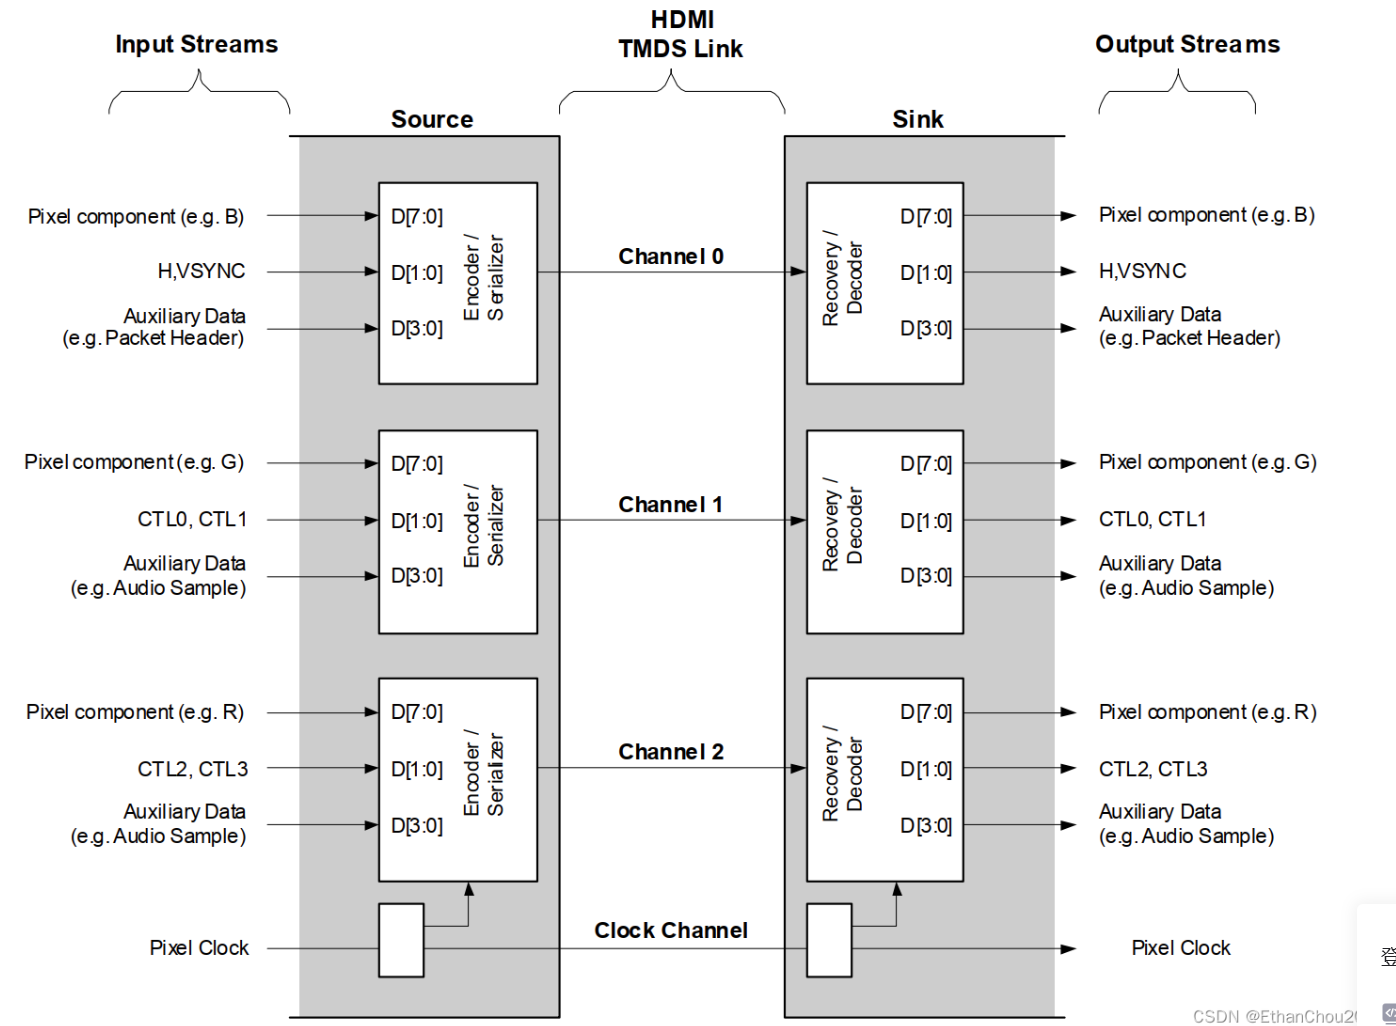 HDMI
TMDS Link
Input Streams
Output Streams
Source
Sink
Pixel component (e.g. B)
H,VSYNC
Auxiliary Data
(e.g. Packet Header)
D[7:0]
D[1:0]
D[3:0]
Encoder /
Serializer
Channel 0
Recovery /
Decoder
D[7:0]
D[1:0]
D[3:0]
Pixel component (e.g. B)
H,VSYNC
Auxiliary Data
(e.g. Packet Header)
Pixel component (e.g. G)
CTL0, CTL1
Auxiliary Data
(e.g. Audio Sample)
D[7:0]
D[1:0]
D[3:0]
Encoder /
Serializer
Channel 1
Recovery /
Decoder
D[7:0]
D[1:0]
D[3:0]
Pixel component (e.g. G)
CTL0, CTL1
Auxiliary Data
(e.g. Audio Sample)
Pixel component (e.g. R)
CTL2, CTL3
Auxiliary Data
(e.g. Audio Sample)
D[7:0]
D[1:0]
D[3:0]
Encoder /
Serializer
Channel 2
Recovery /
Decoder
D[7:0]
D[1:0]
D[3:0]
Pixel component (e.g. R)
CTL2, CTL3
Auxiliary Data
(e.g. Audio Sample)
Pixel Clock
Clock Channel
Pixel Clock
CSDN @EthanChou2